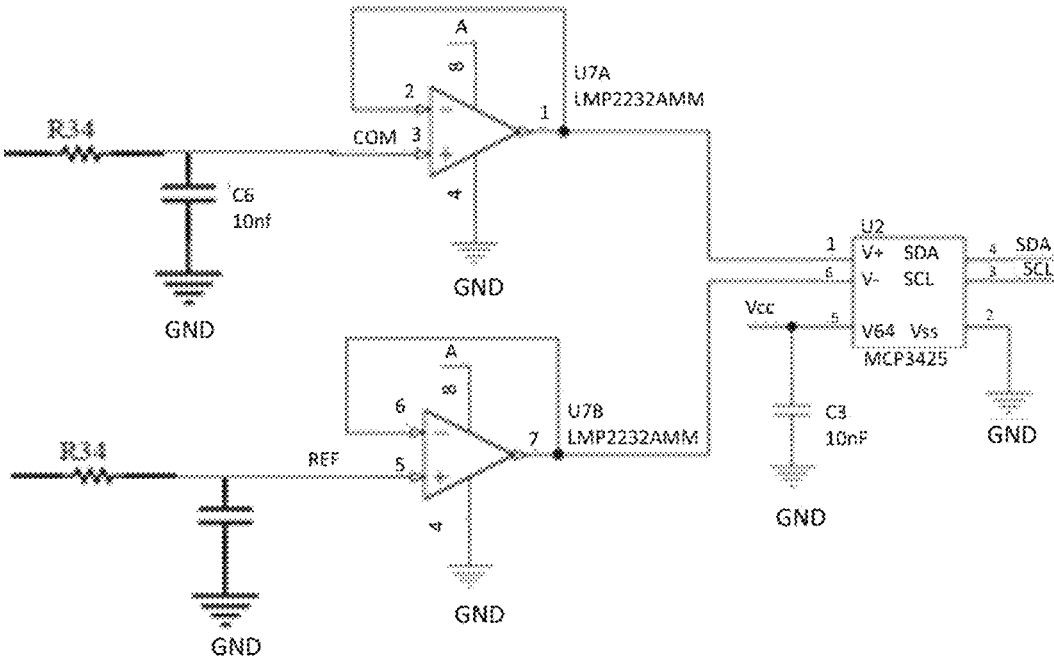 A
8
U7A
LMP2232AMM
2
1
R34
COM
3
4
C6
10nf
GND
GND
U2
1
V+
SDA
4
SDA
6
V-
SCL
3
SCL
Vcc
5
V64
Vss
2
MCP3425
A
8
U7B
LMP2232AMM
6
7
C3
10nF
GND
R34
REF
5
4
GND
GND
GND